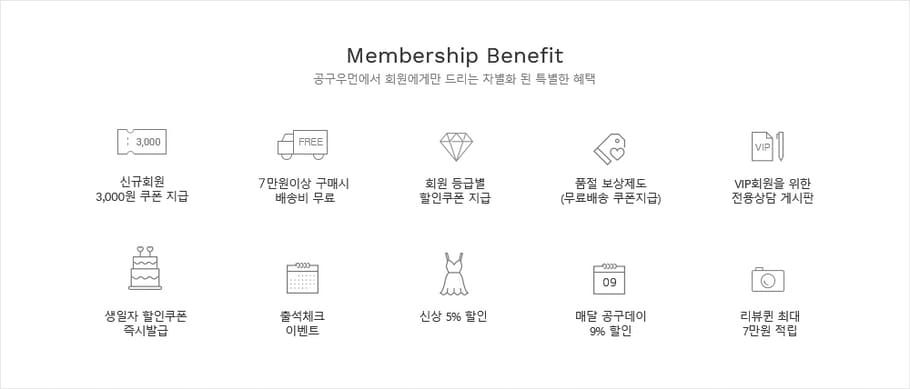 Membership Benefit
공구우먼에서 회원에게만 드리는 차별화 된 특별한 혜택
3,000
FREE
VIP
신규회원
3,000원 쿠폰 지급
7만원이상 구매시
배송비 무료
회원 등급별
할인쿠폰 지급
품절 보상제도
(무료배송 쿠폰지급)
VIP회원을 위한
전용상담 게시판
09
생일자 할인쿠폰
즉시발급
출석체크
이벤트
신상 5% 할인
매달 공구데이
9% 할인
리뷰퀸 최대
7만원 적립